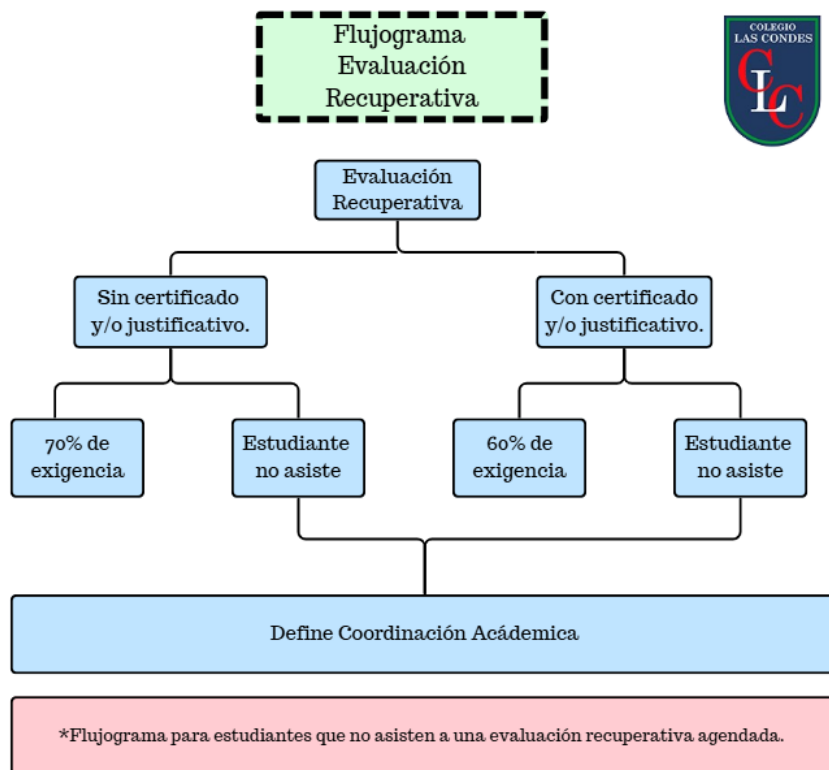 Flujograma
Evaluación
Recuperativa
COLEGIO
LAS CONDES
CLC
Evaluación
Recuperativa
Sin certificado
y/o justificativo.
Con certificado
y/o justificativo.
70% de
exigencia
Estudiante
no asiste
60% de
exigencia
Estudiante
no asiste
Define Coordinación Acádemica
*Flujograma para estudiantes que no asisten a una evaluación recuperativa agendada.